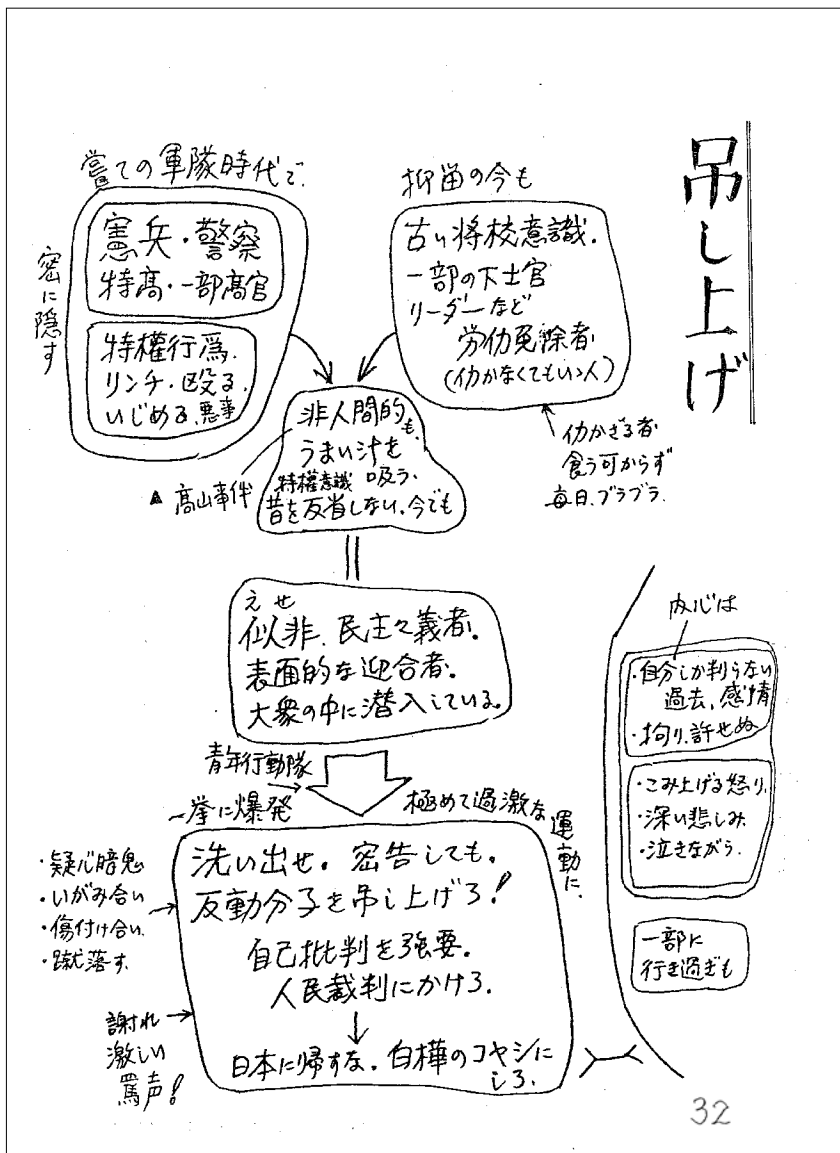 吊し上げ
嘗ての軍隊時代で
密に隠す
憲兵・警察
特高・一部高官
特權行為.
リンチ・殴る.
いじめる.悪事
抑留の今も
古い将校意識.
一部の下士官
リーダーなど
労仂免除者
(仂かなくてもいゝ人)
仂かざる者
食う可からず
毎日.ブラブラ.
非人間的も.
うまい汁を
特權意識 吸う.
昔を反省しない.今でも
▲ 高山事件
えせ
似非、民主々義者.
表面的な迎合者.
大衆の中に潜入している.
青年行動隊
一挙に爆発
極めて過激な
運動に.
洗い出せ. 密告しても.
反動分子を吊し上げろ!
自己批判を強要.
人民裁判にかけろ.
日本に帰すな. 白樺のコヤシに
しろ.
・疑心暗鬼
・いがみ合い
・傷付け合い.
・蹴落す.
謝れ
激しい
罵声!
内心は
・自分しか判らない
過去、感情
・拘り、許せぬ
・こみ上げる怒り.
・深い悲しみ
・泣きながら.
一部に
行き過ぎも
32